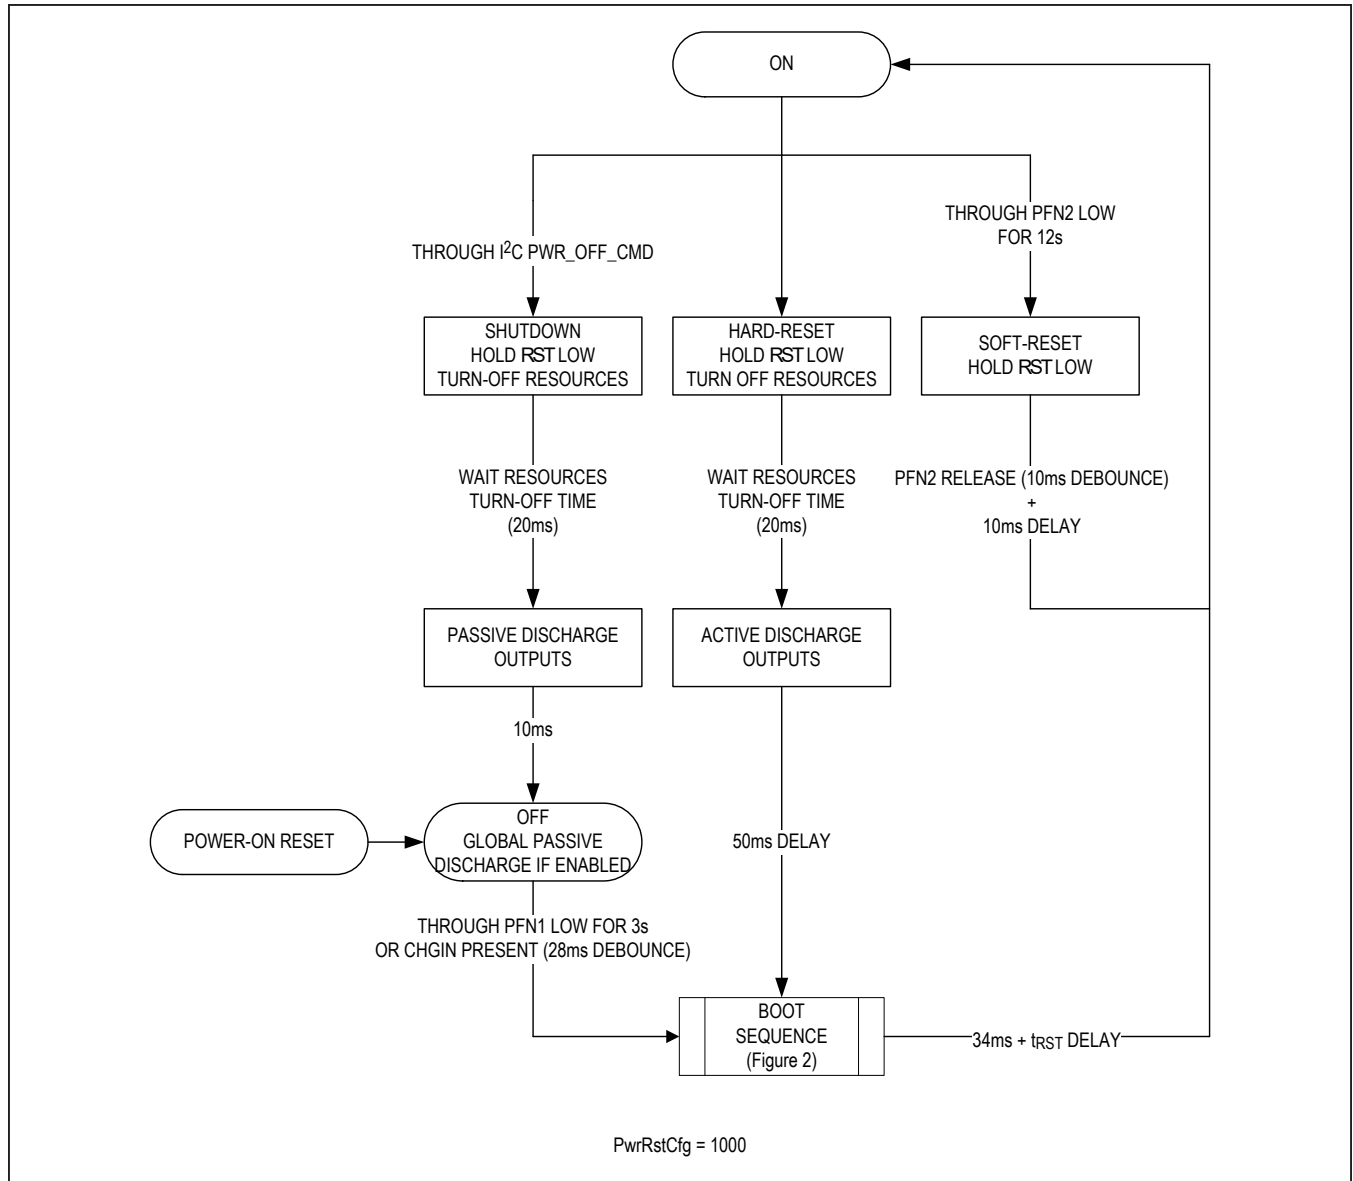 ON
THROUGH I²C PWR_OFF_CMD
THROUGH PFN2 LOW
FOR 12s
SHUTDOWN
HOLD RST LOW
TURN-OFF RESOURCES
HARD-RESET
HOLD RST LOW
TURN OFF RESOURCES
SOFT-RESET
HOLD RST LOW
WAIT RESOURCES
TURN-OFF TIME
(20ms)
WAIT RESOURCES
TURN-OFF TIME
(20ms)
PFN2 RELEASE (10ms DEBOUNCE)
+
10ms DELAY
PASSIVE DISCHARGE
OUTPUTS
ACTIVE DISCHARGE
OUTPUTS
10ms
POWER-ON RESET
OFF
GLOBAL PASSIVE
DISCHARGE IF ENABLED
50ms DELAY
THROUGH PFN1 LOW FOR 3s
OR CHGIN PRESENT (28ms DEBOUNCE)
BOOT
SEQUENCE
(Figure 2)
34ms + tRST DELAY
PwrRstCfg = 1000